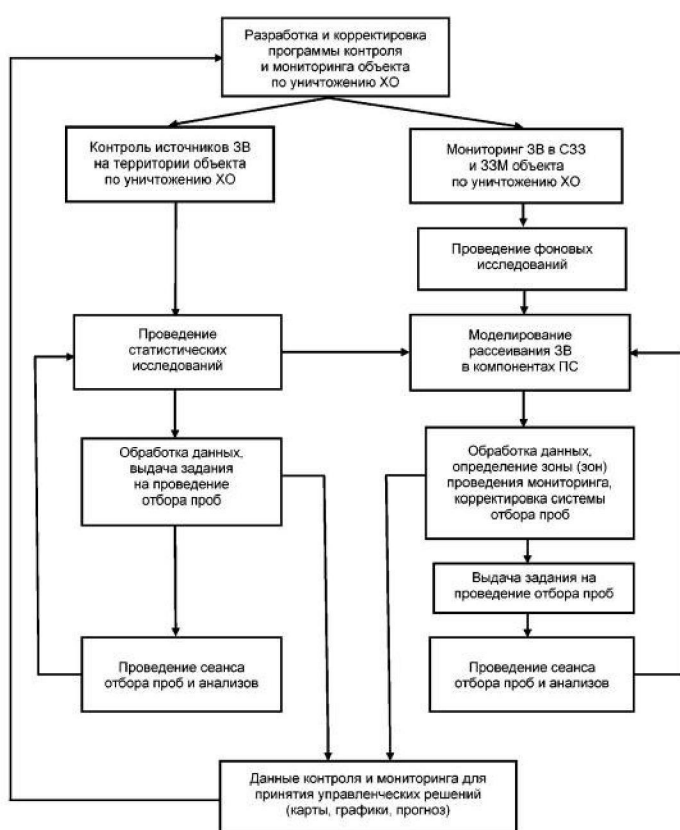 Разработка и корректировка
программы контроля
и мониторинга объекта
по уничтожению ХО
Контроль источников ЗВ
на территории объекта
по уничтожению ХО
Мониторинг ЗВ в СЗЗ
и ЗЗМ объекта
по уничтожению ХО
Проведение фоновых
исследований
Проведение
статистических
исследований
Моделирование
рассеивания ЗВ
в компонентах ПС
Обработка данных,
выдача задания
на проведение
отбора проб
Обработка данных,
определение зоны (зон)
проведения мониторинга,
корректировка системы
отбора проб
Выдача задания на
проведение отбора проб
Проведение сеанса
отбора проб и анализов
Проведение сеанса
отбора проб и анализов
Данные контроля и мониторинга для
принятия управленческих решений
(карты, графики, прогноз)